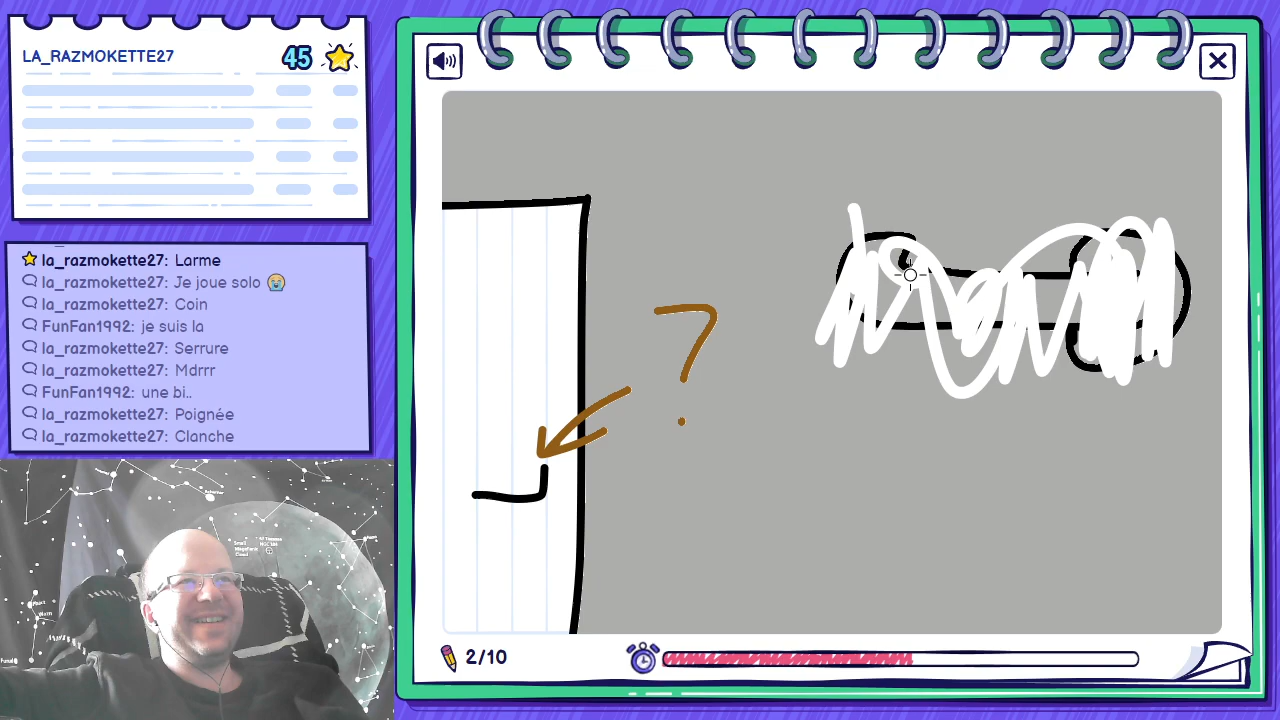 LA_RAZMOKETTE27 45
la_razmokette27: Larme
la_razmokette27: Je joue solo 😭
la_razmokette27: Coin
FunFan1992: je suis la
la_razmokette27: Serrure
la_razmokette27: Mdrrr
FunFan1992: une bi..
la_razmokette27: Poignée
la_razmokette27: Clanche
?
2/10